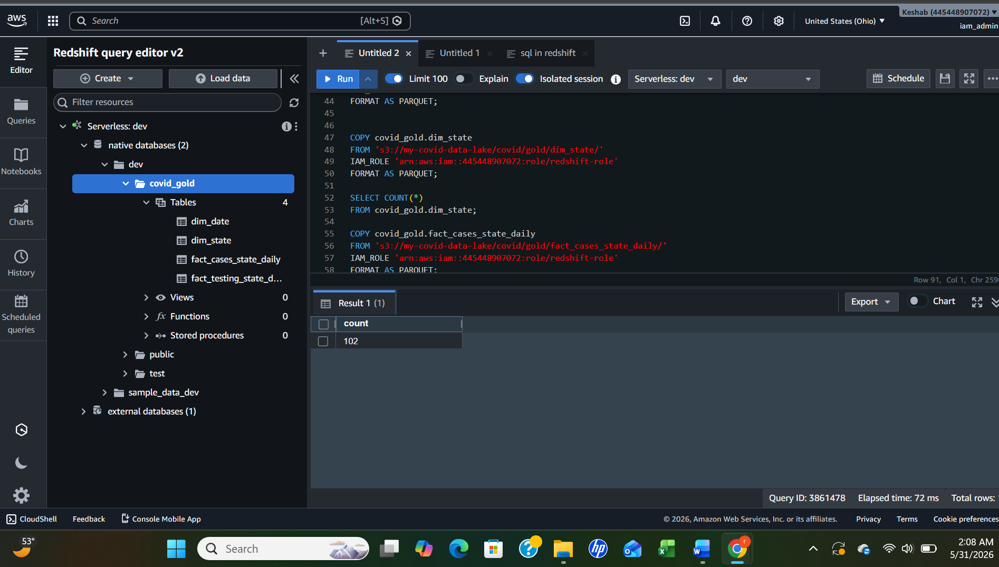 aws
Search
[Alt+S]
United States (Ohio)
Keshab (445448907072)
iam_admin
Editor
Queries
Notebooks
Charts
History
Scheduled
queries
Redshift query editor v2
Create
Load data
Filter resources
Serverless: dev
native databases (2)
dev
covid_gold
Tables 4
dim_date
dim_state
fact_cases_state_daily
fact_testing_state_d...
Views 0
fx Functions 0
Stored procedures 0
public
test
sample_data_dev
external databases (1)
Untitled 2
Untitled 1
sql in redshift
Run
Limit 100
Explain
Isolated session
Serverless: dev
dev
Schedule
44 FORMAT AS PARQUET;
45
46
47 COPY covid_gold.dim_state
48 FROM 's3://my-covid-data-lake/covid/gold/dim_state/'
49 IAM_ROLE 'arn:aws:iam::445448907072:role/redshift-role'
50 FORMAT AS PARQUET;
51
52 SELECT COUNT(*)
53 FROM covid_gold.dim_state;
54
55 COPY covid_gold.fact_cases_state_daily
56 FROM 's3://my-covid-data-lake/covid/gold/fact_cases_state_daily/'
57 IAM_ROLE 'arn:aws:iam::445448907072:role/redshift-role'
58 FORMAT AS PARQUET;
Row 91, Col 1, Chr 259
Result 1 (1)
Export
Chart
count
102
Query ID: 3861478 Elapsed time: 72 ms Total rows:
CloudShell
Feedback
Console Mobile App
© 2026, Amazon Web Services, Inc. or its affiliates.
Privacy
Terms
Cookie preferences
53°
Search
2:08 AM
5/31/2026